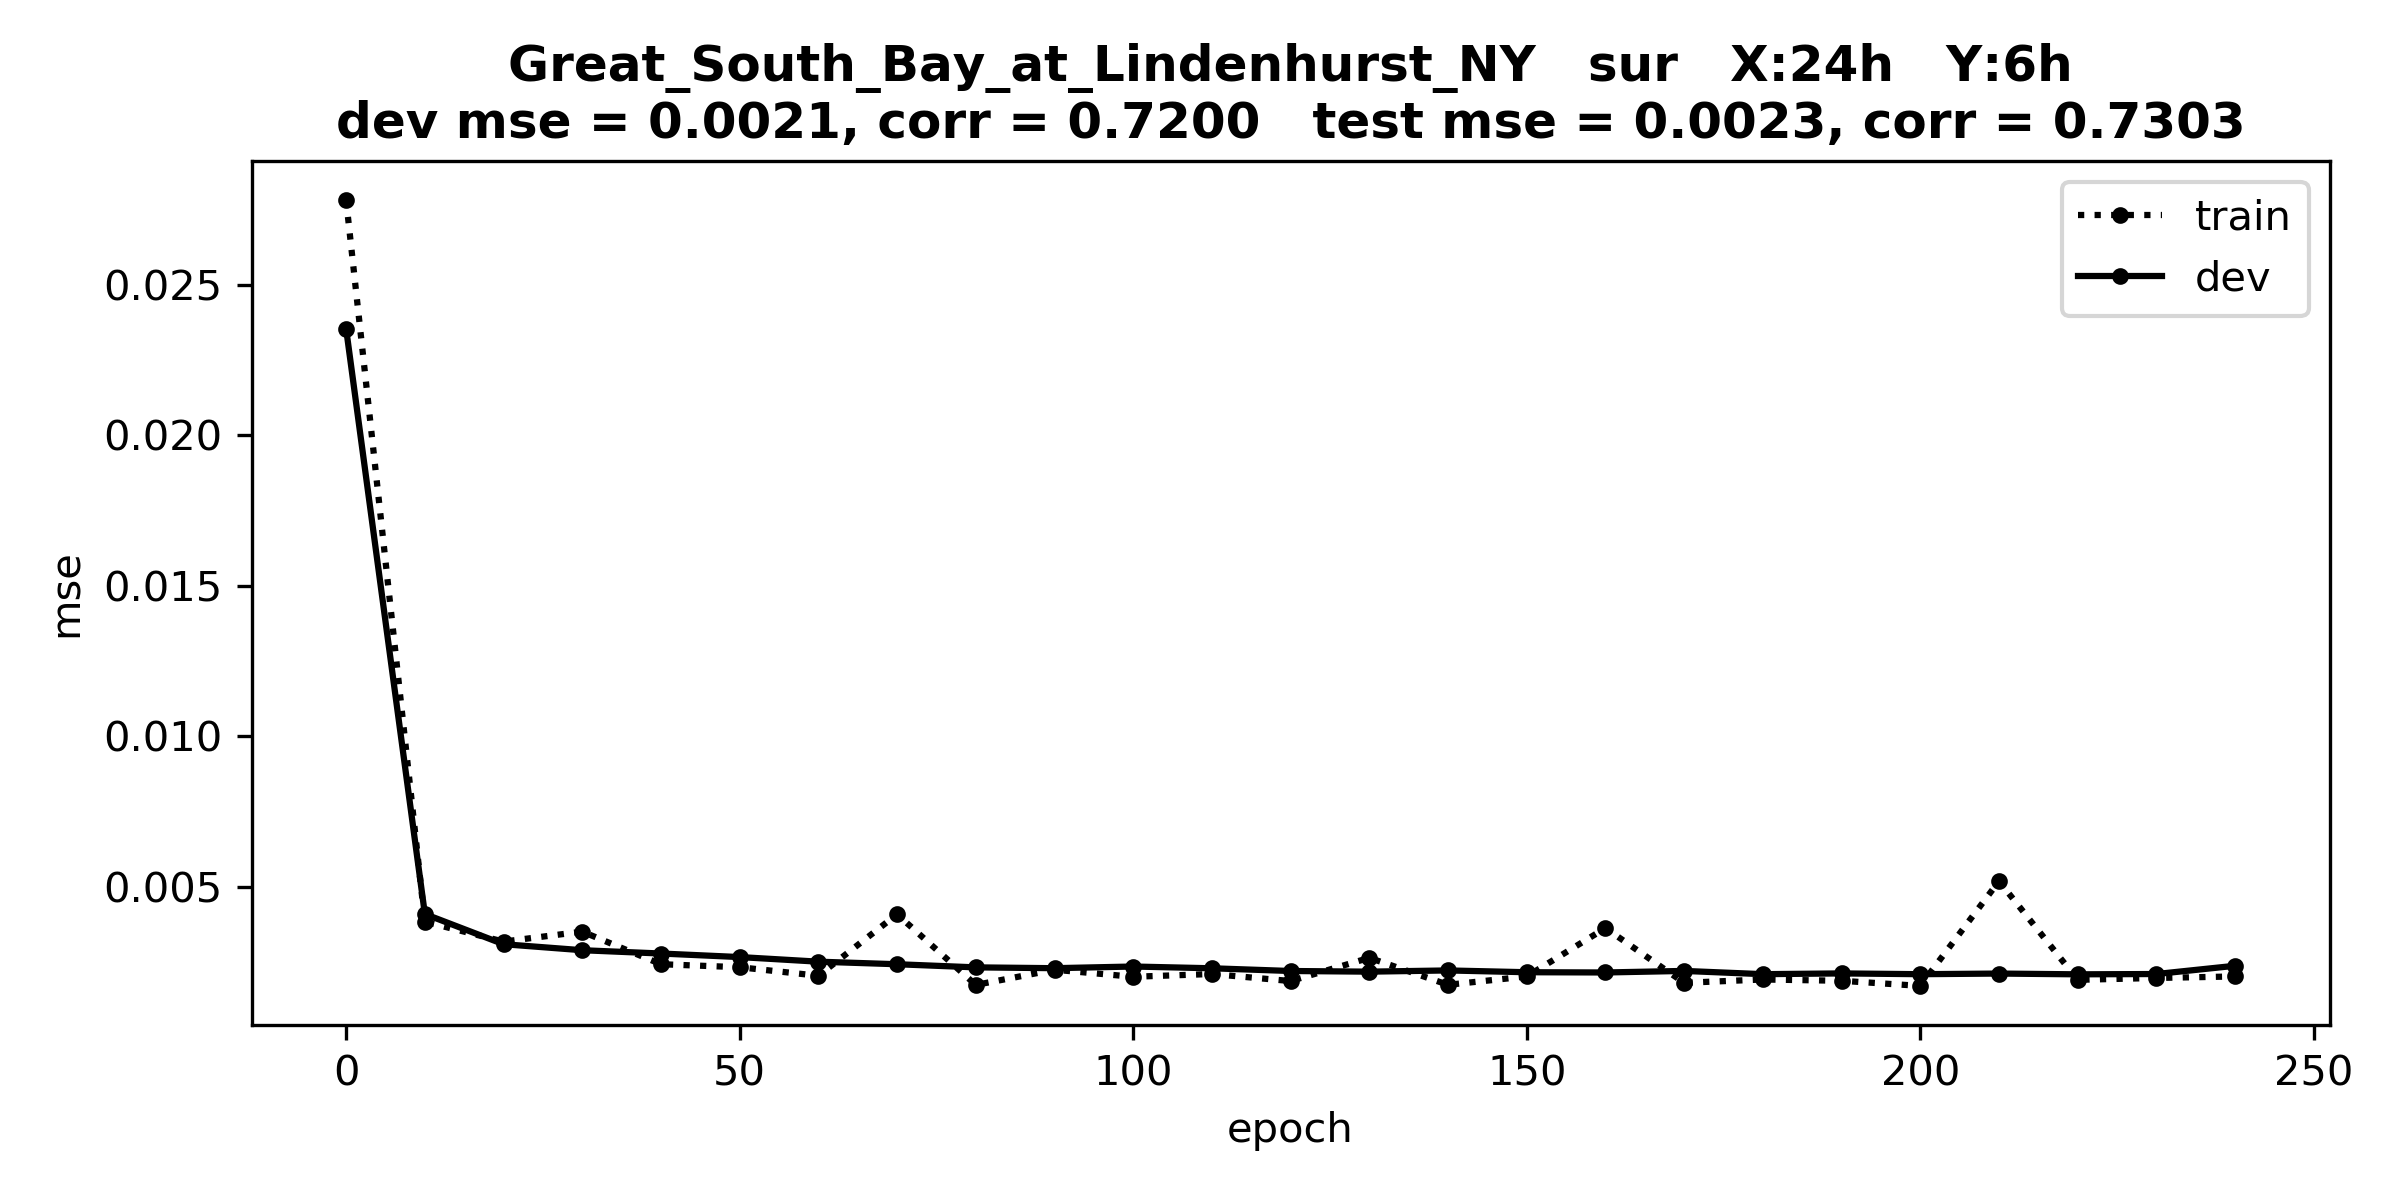 Great_South_Bay_at_Lindenhurst_NY   sur   X:24h   Y:6h
dev mse = 0.0021, corr = 0.7200   test mse = 0.0023, corr = 0.7303
train
dev
0.025
0.020
0.015
0.010
0.005
mse
0
50
100
150
200
250
epoch